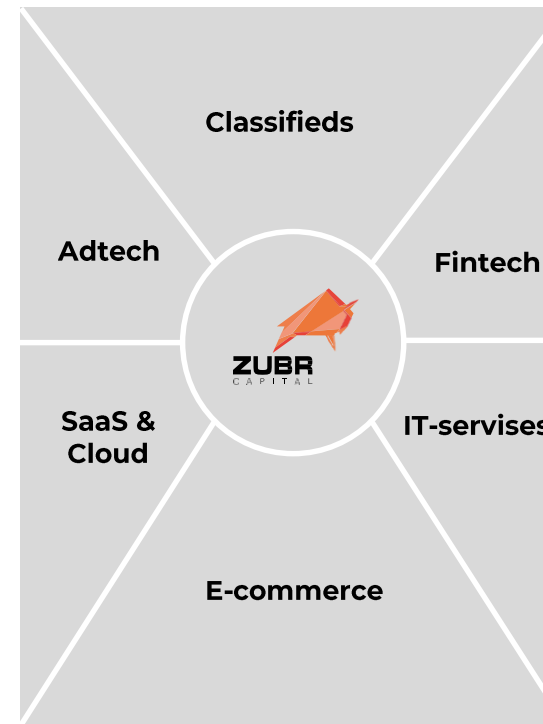 Classifieds
Adtech
Fintech
ZUBR
CAPITAL
SaaS &
Cloud
IT-servises
E-commerce